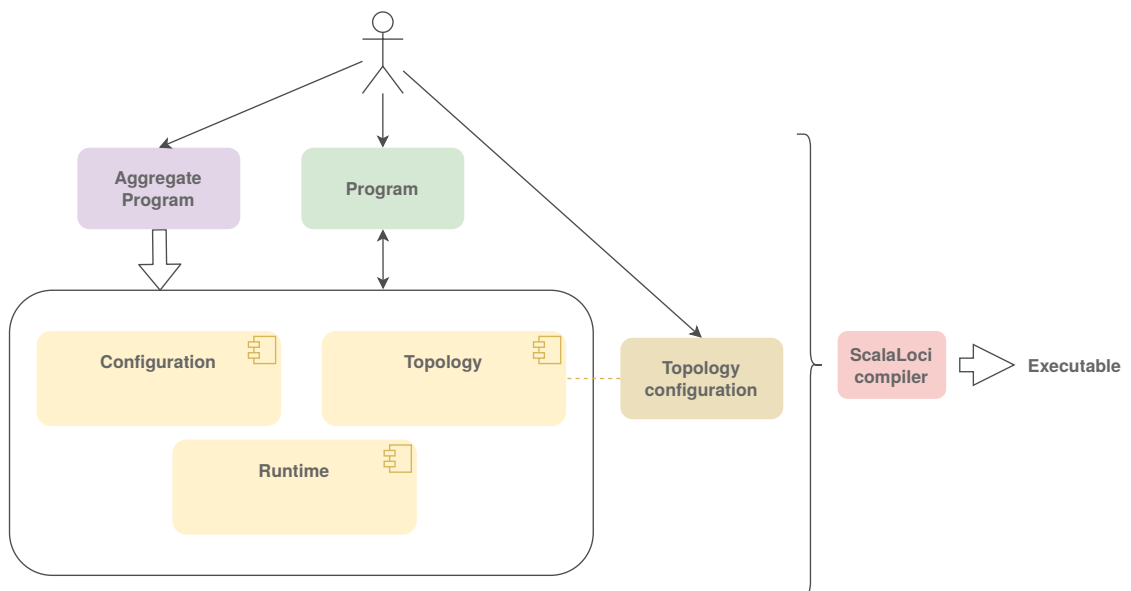 Aggregate
Program
Program
Configuration
Topology
Runtime
Topology
configuration
ScalaLoci
compiler
Executable